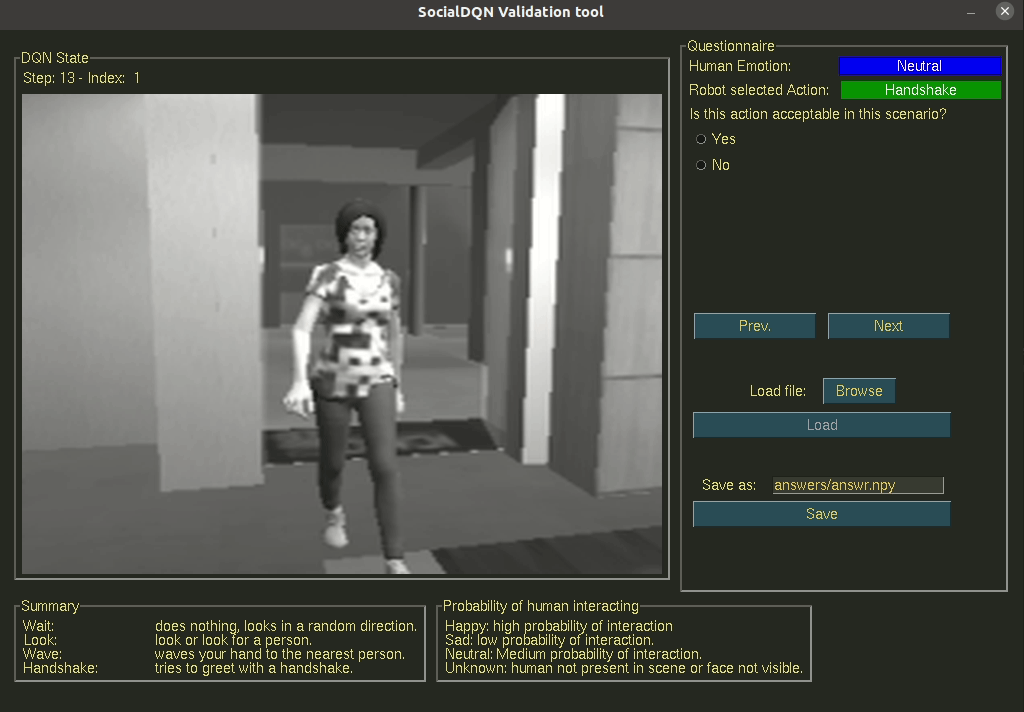 SocialDQN Validation tool
DQN State
Step: 13 - Index: 1
Questionnaire
Human Emotion: Neutral
Robot selected Action: Handshake
Is this action acceptable in this scenario?
Yes
No
Prev. Next
Load file: Browse
Load
Save as: answers/answr.npy
Save
Summary
Wait: does nothing, looks in a random direction.
Look: look or look for a person.
Wave: waves your hand to the nearest person.
Handshake: tries to greet with a handshake.
Probability of human interacting
Happy: high probability of interaction
Sad: low probability of interaction.
Neutral: Medium probability of interaction.
Unknown: human not present in scene or face not visible.